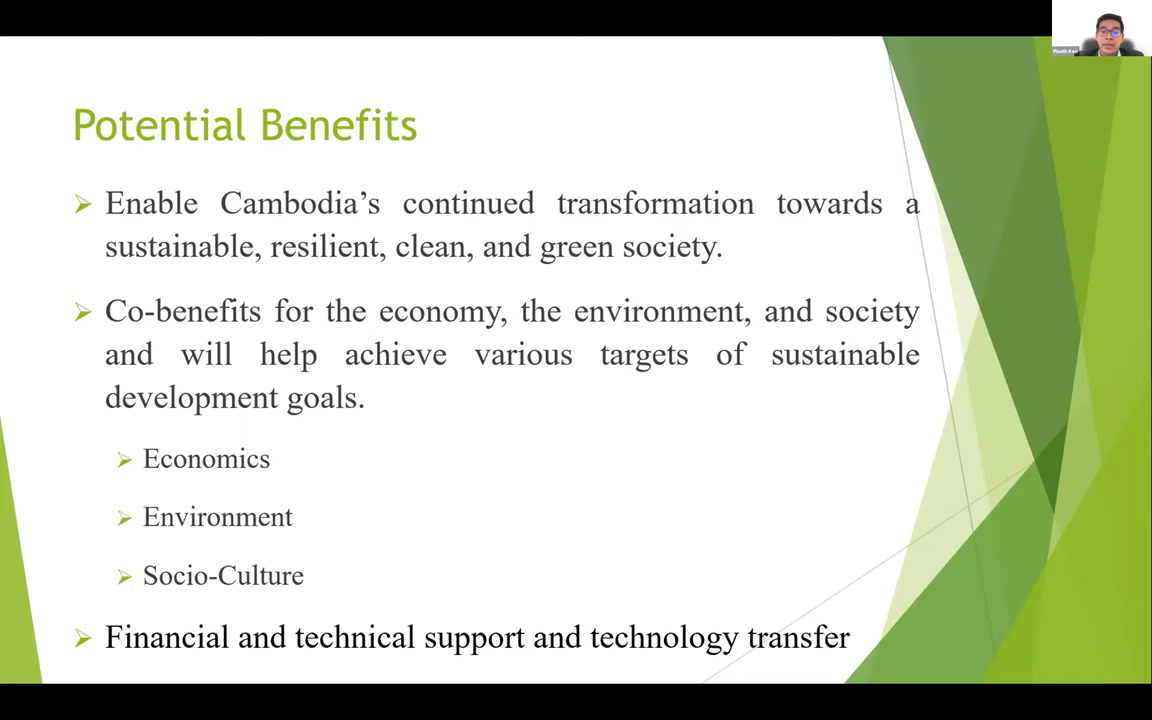 Potential Benefits
Enable Cambodia's continued transformation towards a
sustainable, resilient, clean, and green society.
Co-benefits for the economy, the environment, and society
and will help achieve various targets of sustainable
development goals.
Economics
Environment
Socio-Culture
Financial and technical support and technology transfer